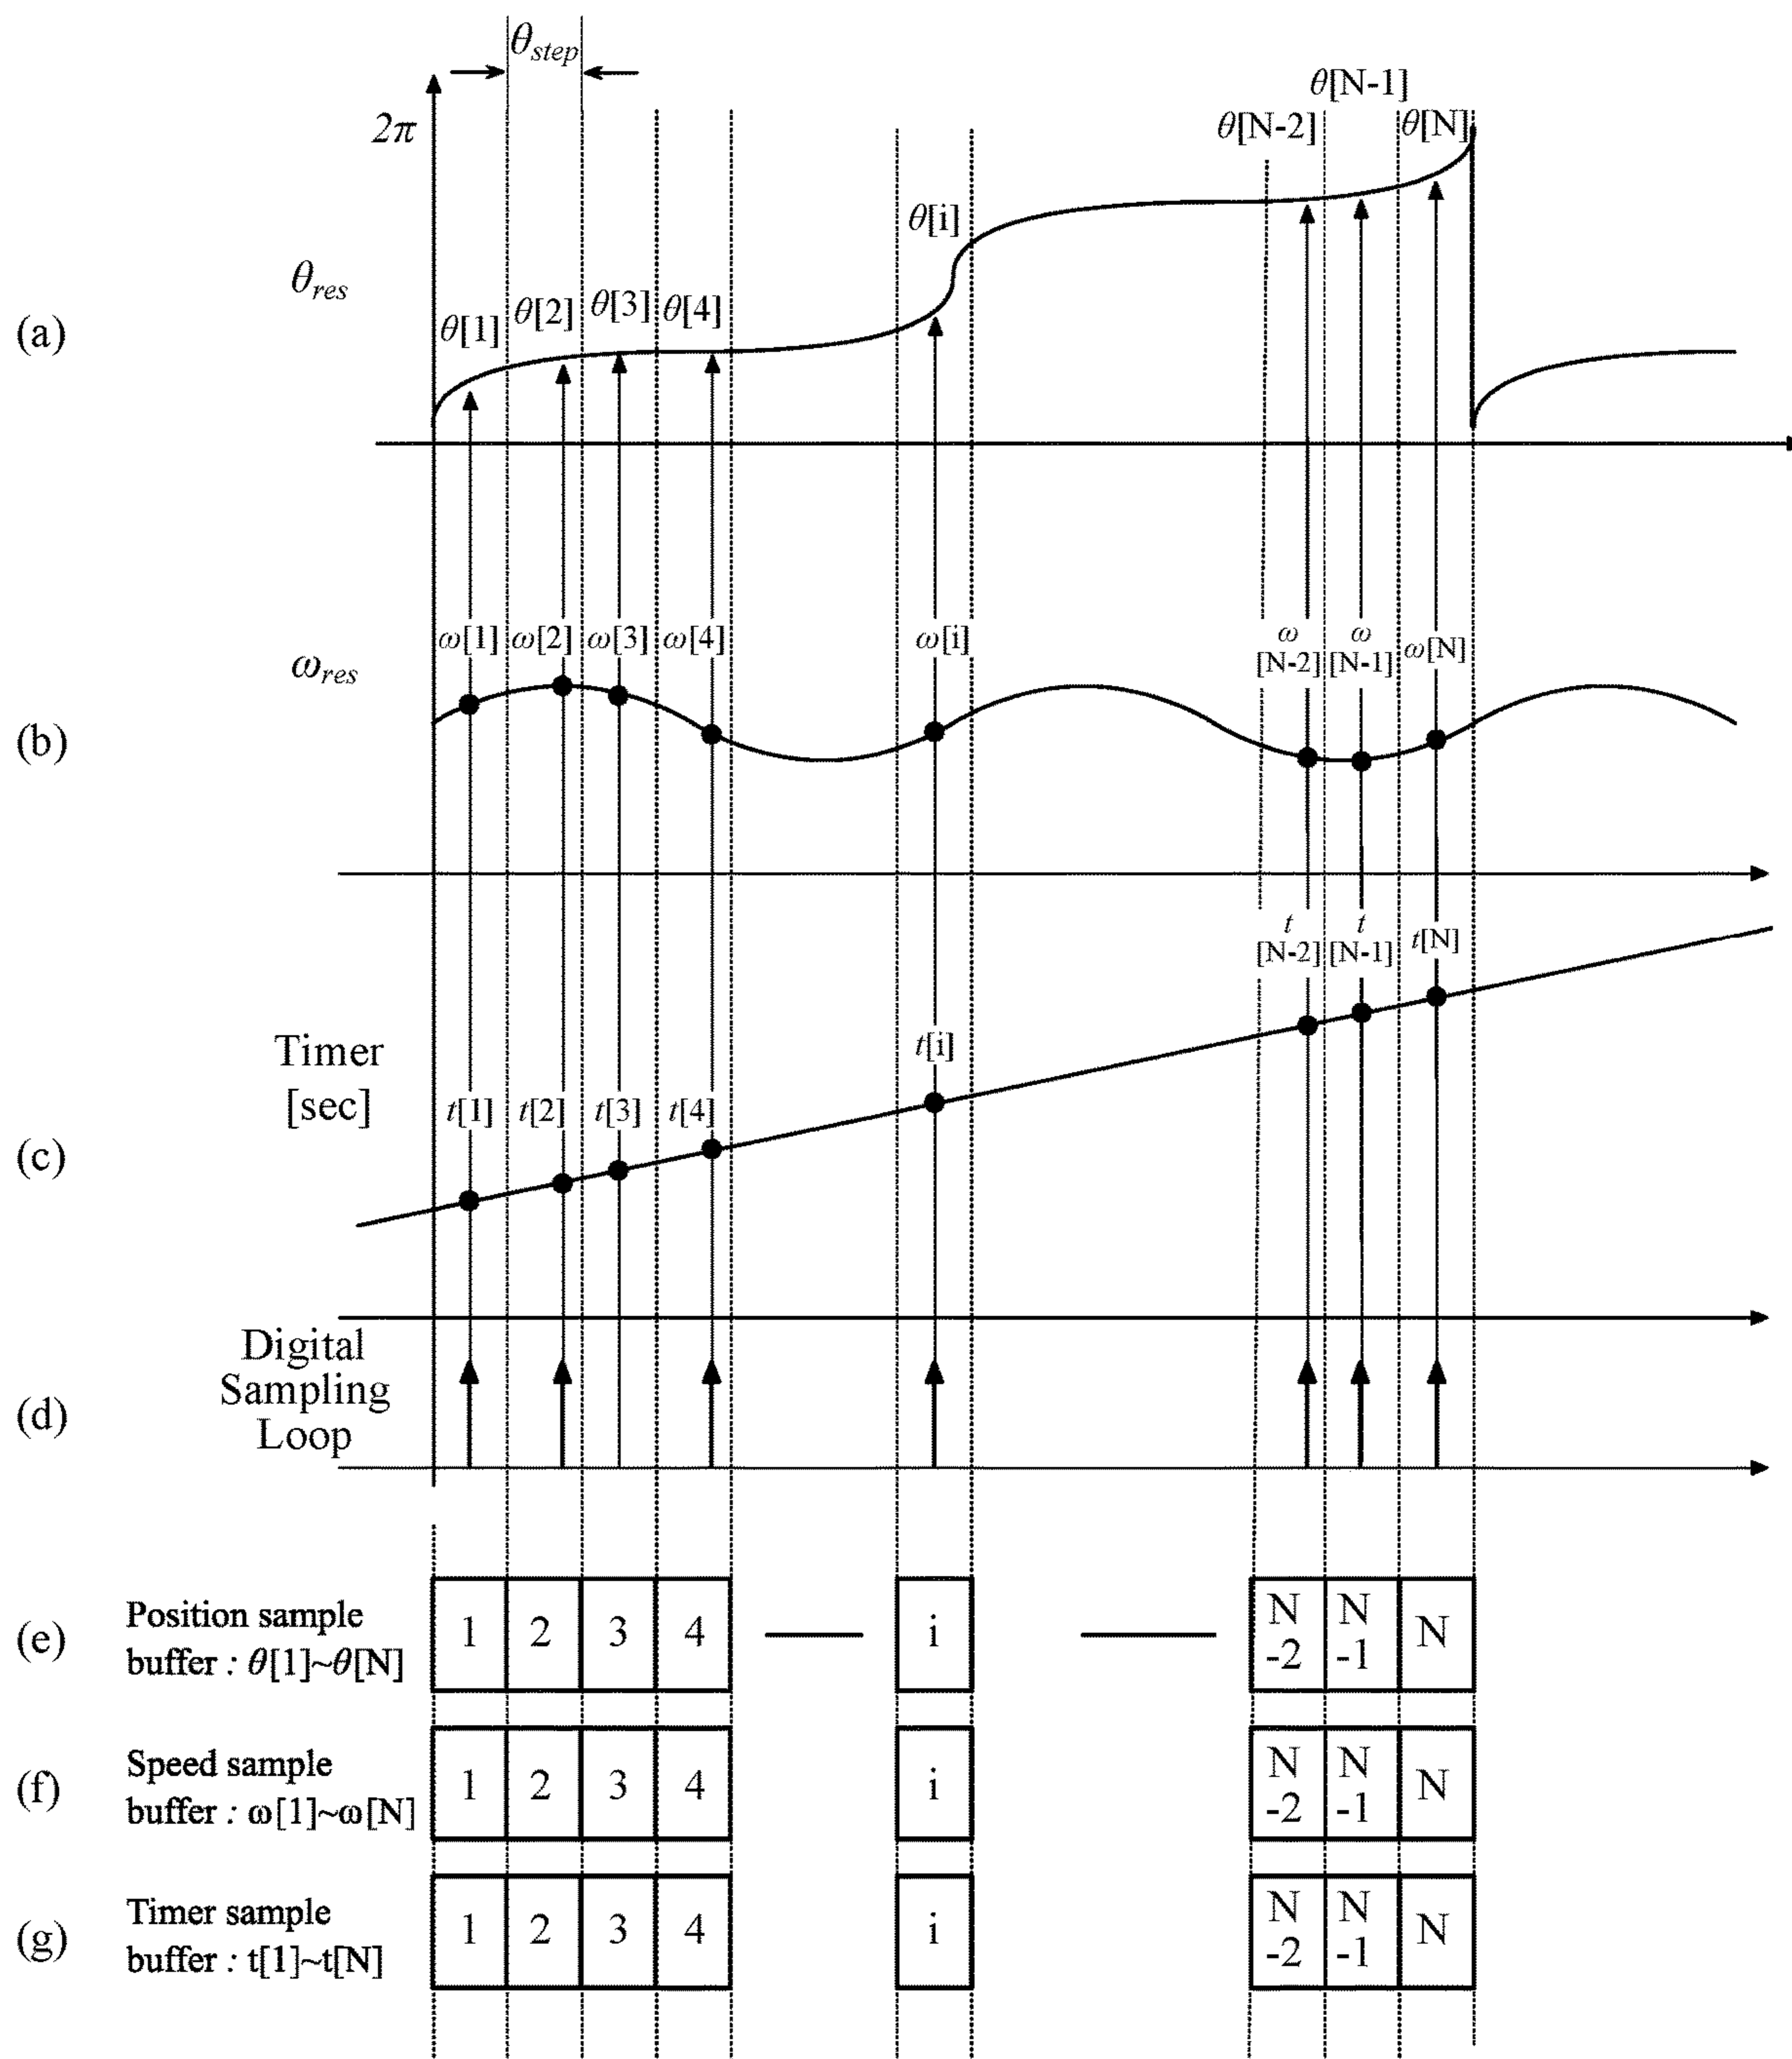 θstep
2π
θ[N-1]
θ[N-2]
θ[N]
θ[i]
θres
θ[1]
θ[2]
θ[3]
θ[4]
(a)
ω[1]
ω[2]
ω[3]
ω[4]
ω[i]
ω
[N-2]
ω
[N-1]
ω[N]
ωres
(b)
t
[N-2]
t
[N-1]
t[N]
Timer
[sec]
t[i]
t[1]
t[2]
t[3]
t[4]
(c)
Digital
Sampling
Loop
(d)
(e)
Position sample
buffer : θ[1]~θ[N]
1
2
3
4
i
N
-2
N
-1
N
(f)
Speed sample
buffer : ω[1]~ω[N]
1
2
3
4
i
N
-2
N
-1
N
(g)
Timer sample
buffer : t[1]~t[N]
1
2
3
4
i
N
-2
N
-1
N